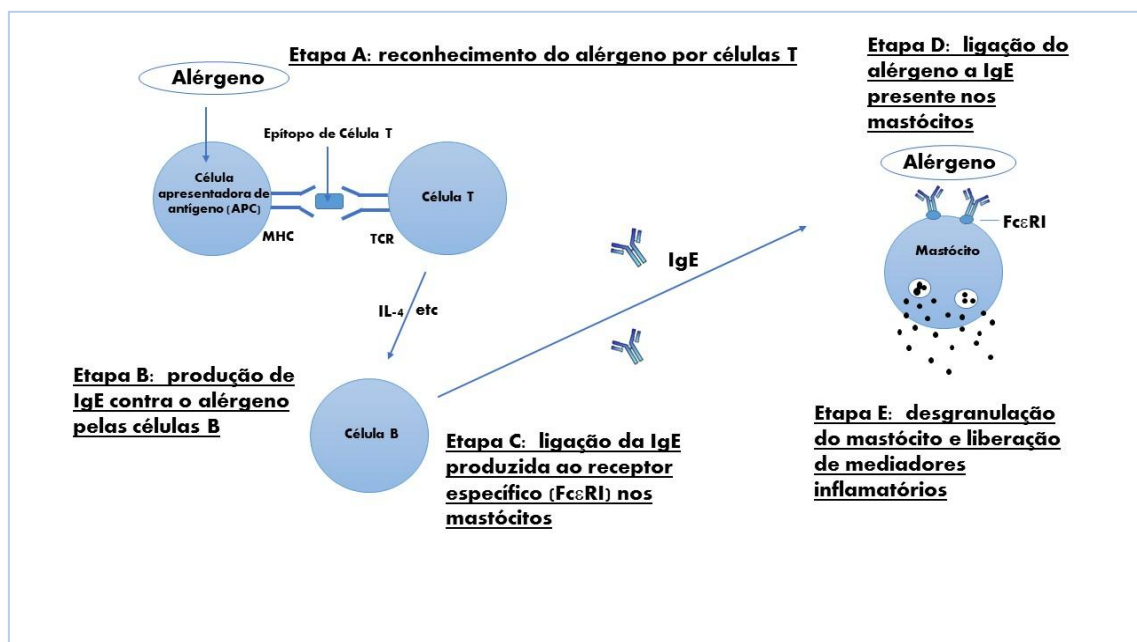 Etapa A: reconhecimento do alérgeno por células T
Alérgeno
Epítopo de Célula T
Célula
apresentadora de
antígeno (APC)
Célula T
MHC
TCR
IL-4 etc
Etapa B: produção de
IgE contra o alérgeno
pelas células B
Célula B
Etapa C: ligação da IgE
produzida ao receptor
específico (FcεRI) nos
mastócitos
IgE
Etapa D: ligação do
alérgeno a IgE
presente nos
mastócitos
Alérgeno
FcεRI
Mastócito
Etapa E: desgranulação
do mastócito e liberação
de mediadores
inflamatórios